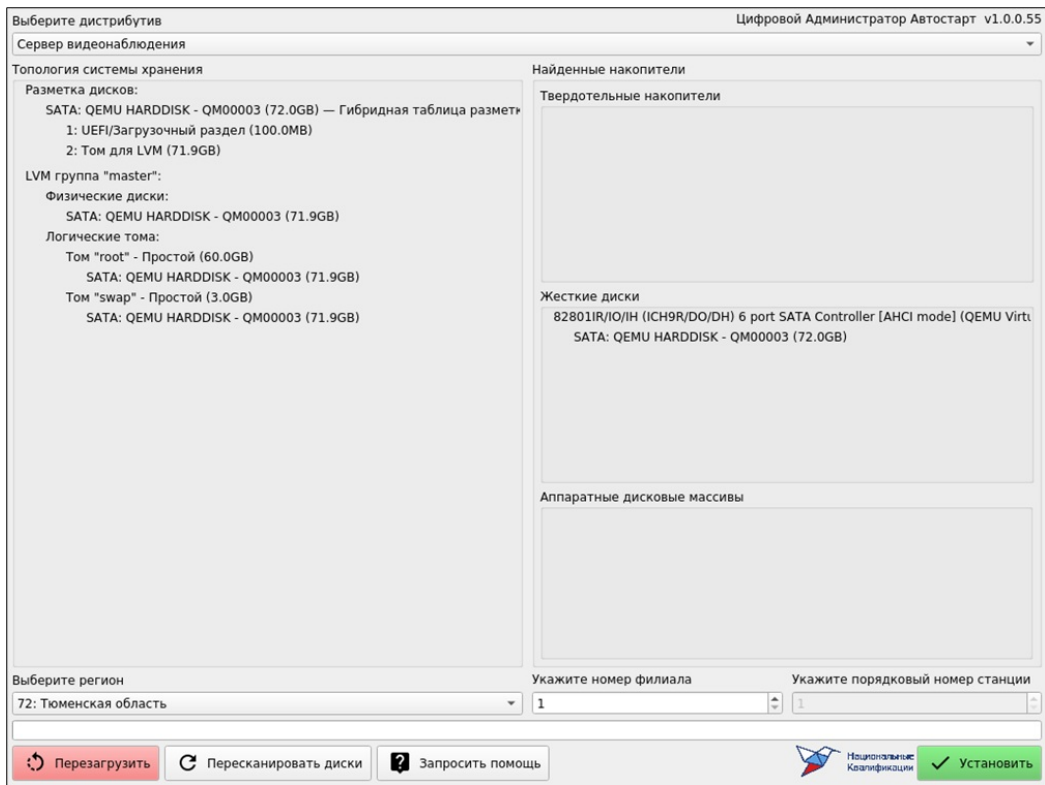 Выберите дистрибутив
Цифровой Администратор Автостарт v1.0.0.55
Сервер видеонаблюдения
Топология системы хранения
Разметка дисков:
SATA: QEMU HARDDISK - QM00003 (72.0GB) — Гибридная таблица разметк
1: UEFI/Загрузочный раздел (100.0MB)
2: Том для LVM (71.9GB)
LVM группа "master":
Физические диски:
SATA: QEMU HARDDISK - QM00003 (71.9GB)
Логические тома:
Том "root" - Простой (60.0GB)
SATA: QEMU HARDDISK - QM00003 (71.9GB)
Том "swap" - Простой (3.0GB)
SATA: QEMU HARDDISK - QM00003 (71.9GB)
Найденные накопители
Твердотельные накопители
Жесткие диски
82801IR/IO/IH (ICH9R/DO/DH) 6 port SATA Controller [AHCI mode] (QEMU Virtu
SATA: QEMU HARDDISK - QM00003 (72.0GB)
Аппаратные дисковые массивы
Выберите регион
72: Тюменская область
Укажите номер филиала
1
Укажите порядковый номер станции
1
Перезагрузить
Пересканировать диски
Запросить помощь
Национальные
Квалификации
Установить